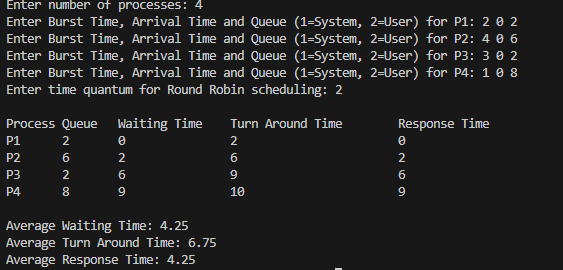 Enter number of processes: 4
Enter Burst Time, Arrival Time and Queue (1=System, 2=User) for P1: 2 0 2
Enter Burst Time, Arrival Time and Queue (1=System, 2=User) for P2: 4 0 6
Enter Burst Time, Arrival Time and Queue (1=System, 2=User) for P3: 3 0 2
Enter Burst Time, Arrival Time and Queue (1=System, 2=User) for P4: 1 0 8
Enter time quantum for Round Robin scheduling: 2
Process Queue Waiting Time Turn Around Time Response Time
P1 2 0 2 0
P2 6 2 6 2
P3 2 6 9 6
P4 8 9 10 9
Average Waiting Time: 4.25
Average Turn Around Time: 6.75
Average Response Time: 4.25